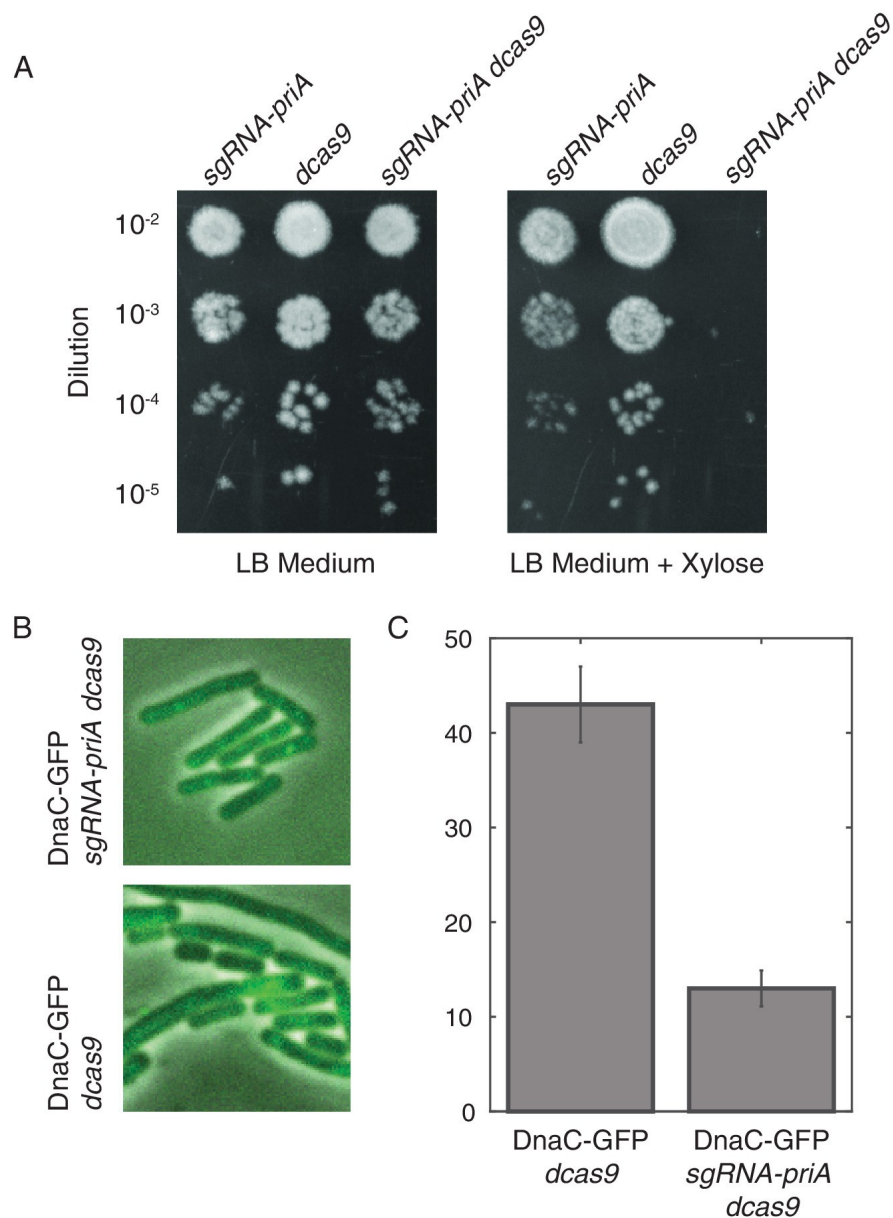 A
sgRNA-priA
dcas9
sgRNA-priA dcas9
sgRNA-priA
dcas9
sgRNA-priA dcas9
Dilution
10-2
10-3
10-4
10-5
LB Medium
LB Medium + Xylose
B
DnaC-GFP
sgRNA-priA dcas9
DnaC-GFP
dcas9
C
50
40
30
20
10
0
DnaC-GFP
dcas9
DnaC-GFP
sgRNA-priA
dcas9